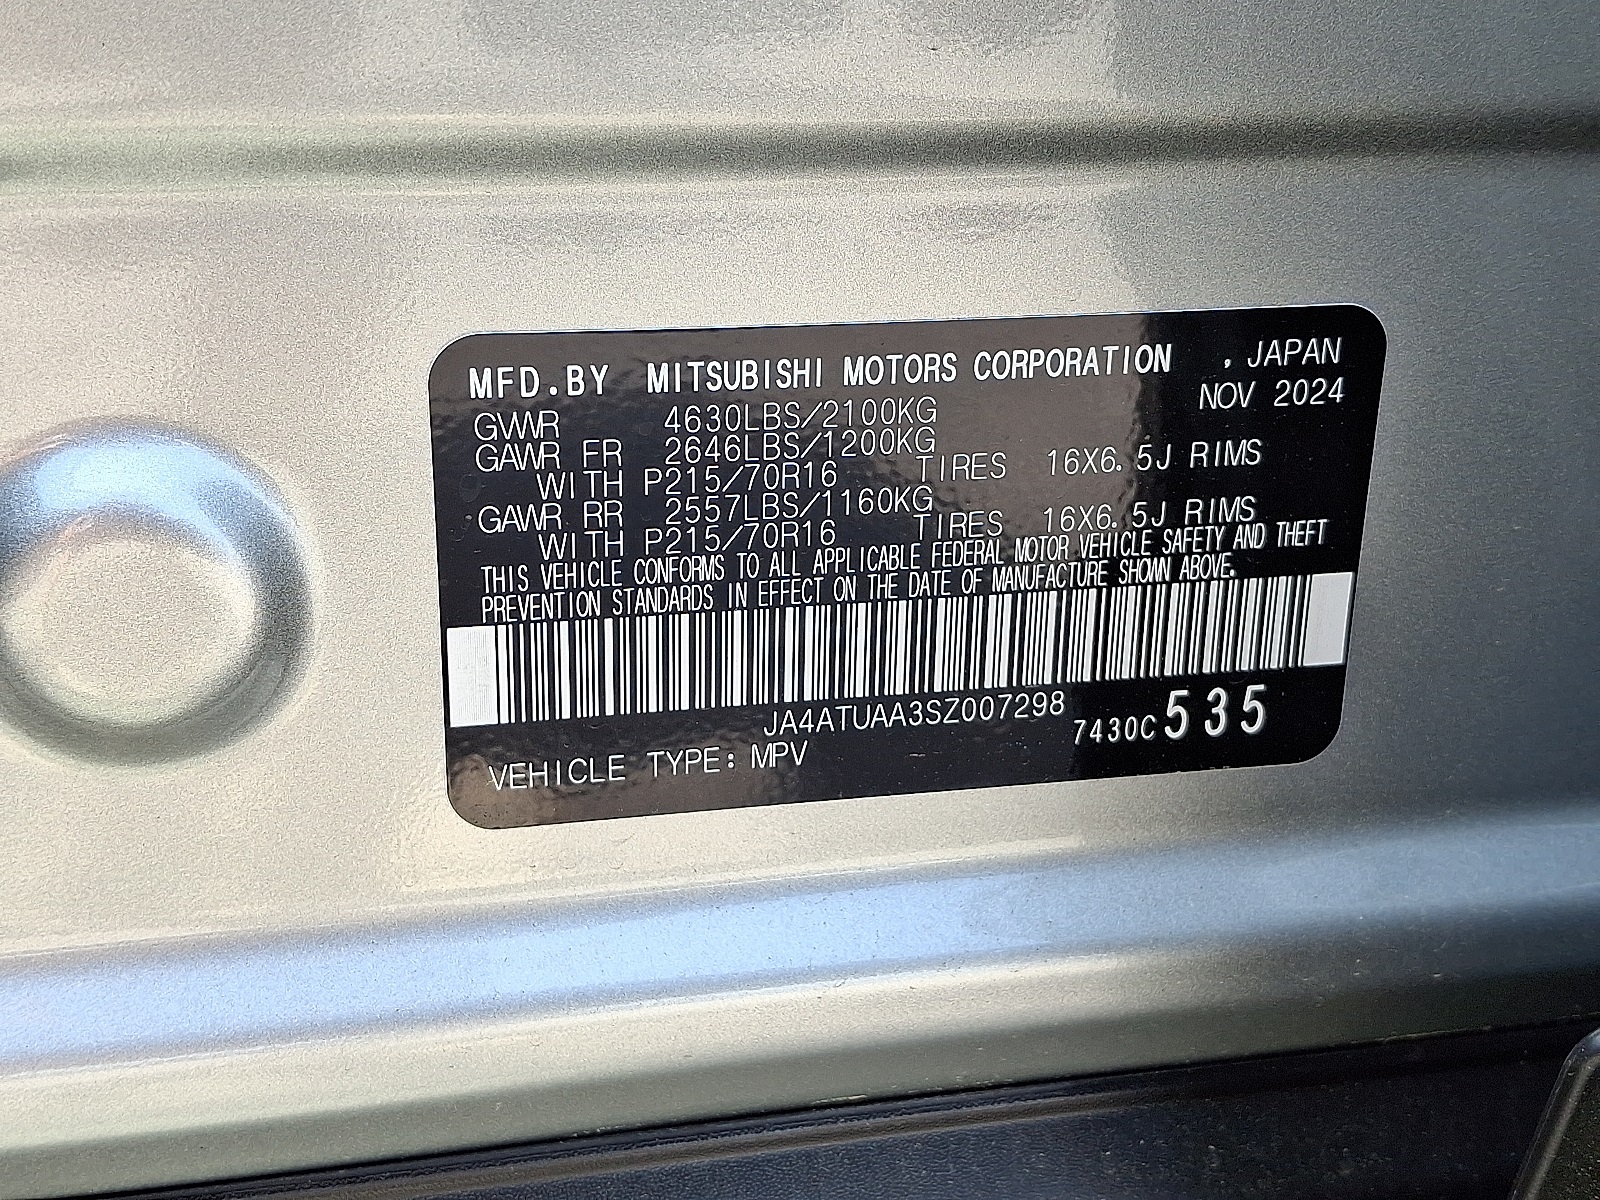 MFD.BY MITSUBISHI MOTORS CORPORATION , JAPAN
NOV 2024
GVWR 4630LBS/2100KG
GAWR FR 2646LBS/1200KG
WITH P215/70R16 TIRES 16X6.5J RIMS
GAWR RR 2557LBS/1160KG
WITH P215/70R16 TIRES 16X6.5J RIMS
THIS VEHICLE CONFORMS TO ALL APPLICABLE FEDERAL MOTOR VEHICLE SAFETY AND THEFT
PREVENTION STANDARDS IN EFFECT ON THE DATE OF MANUFACTURE SHOWN ABOVE.
JA4ATUAA3SZ007298
7430C 535
VEHICLE TYPE: MPV